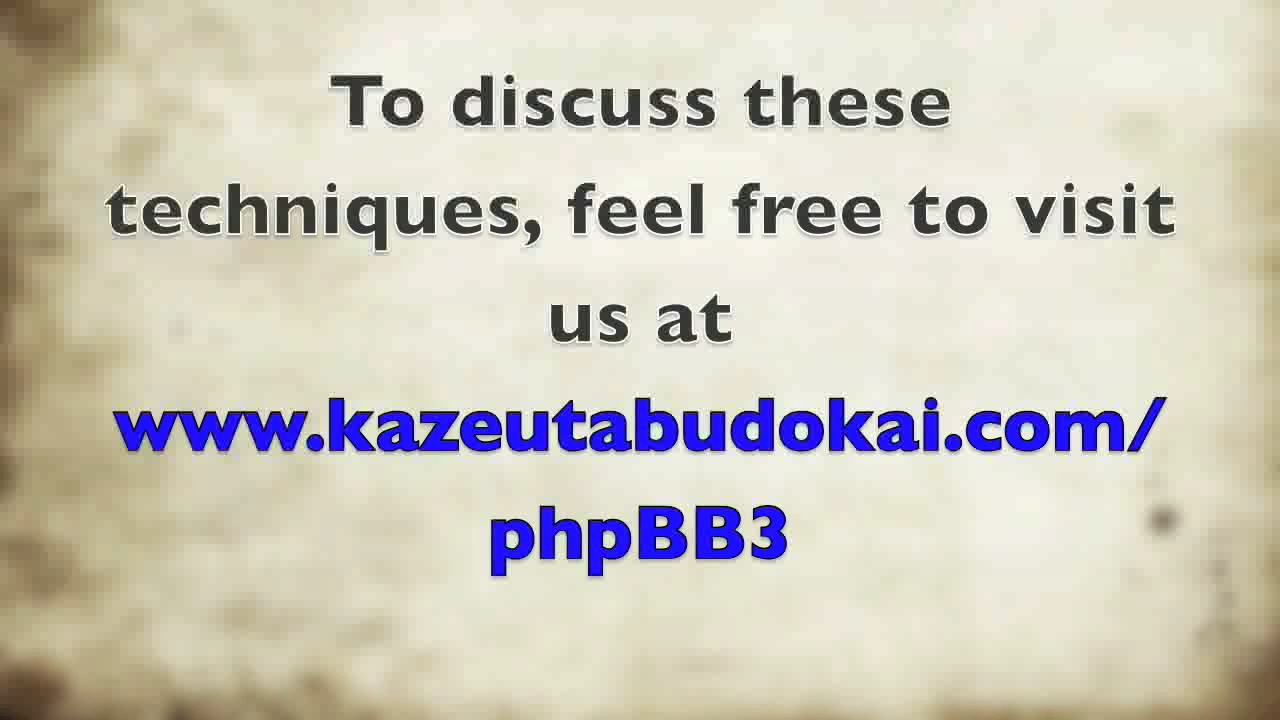 To discuss these
techniques, feel free to visit
us at
www.kazeutabudokai.com/
phpBB3